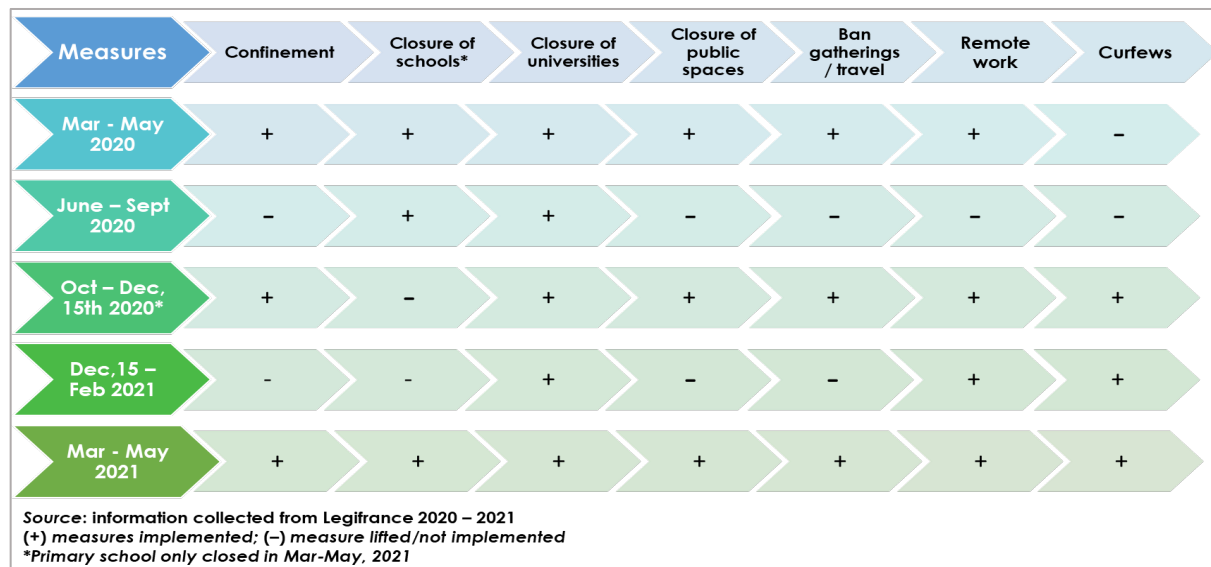 Measures
Confinement
Closure of
schools*
Closure of
universities
Closure of
public
spaces
Ban
gatherings
/ travel
Remote
work
Curfews
Mar - May
2020
+ + + + + + –
June – Sept
2020
– + + – – – –
Oct – Dec,
15th 2020*
+ – + + + + +
Dec,15 –
Feb 2021
- - + – – + +
Mar - May
2021
+ + + + + + +
Source: information collected from Legifrance 2020 – 2021
(+) measures implemented; (–) measure lifted/not implemented
*Primary school only closed in Mar-May, 2021